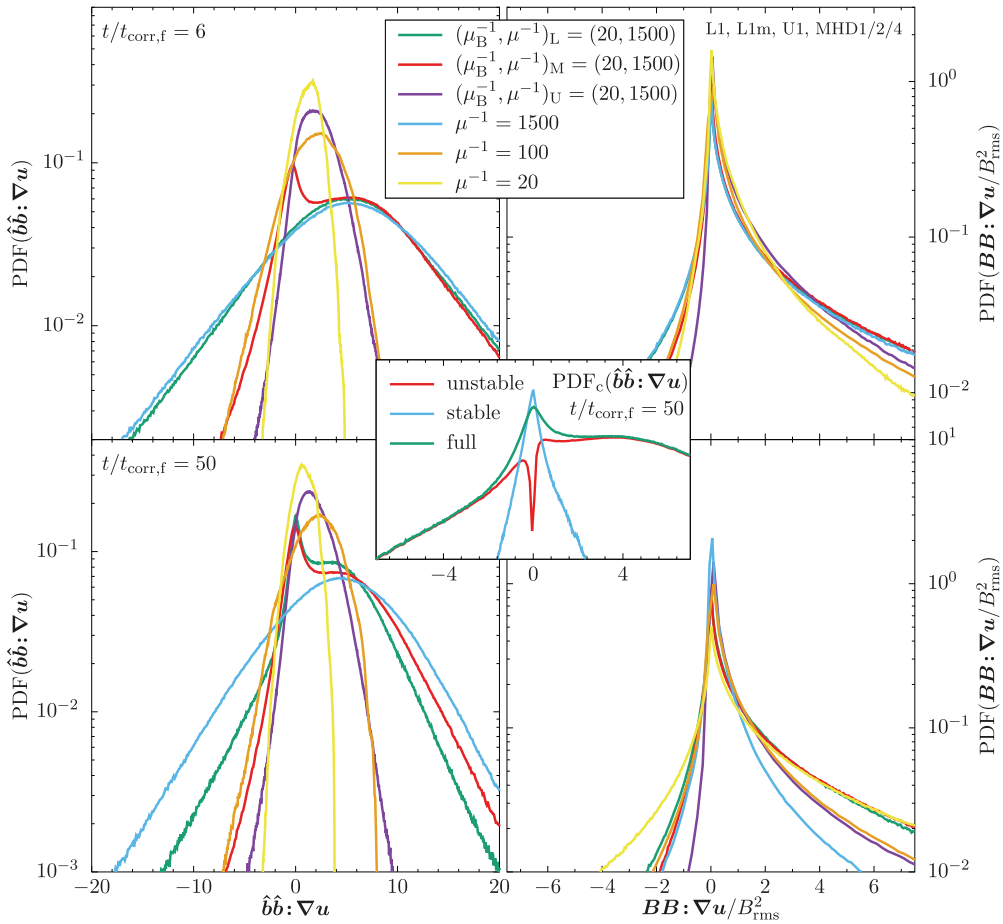 t/t_corr,f = 6
(μ_B^−1, μ^−1)_L = (20, 1500)
(μ_B^−1, μ^−1)_M = (20, 1500)
(μ_B^−1, μ^−1)_U = (20, 1500)
μ^−1 = 1500
μ^−1 = 100
μ^−1 = 20
L1, L1m, U1, MHD1/2/4
10^−1
10^−2
PDF(b̂b̂:∇u)
10^0
10^−1
10^−2
10^1
PDF(BB:∇u/B_rms^2)
unstable
stable
full
PDF_c(b̂b̂:∇u)
t/t_corr,f = 50
−4 0 4
t/t_corr,f = 50
10^−1
10^−2
10^−3
PDF(b̂b̂:∇u)
10^0
10^−1
10^−2
PDF(BB:∇u/B_rms^2)
−20 −10 0 10 20
b̂b̂:∇u
−6 −4 −2 0 2 4 6
BB:∇u/B_rms^2